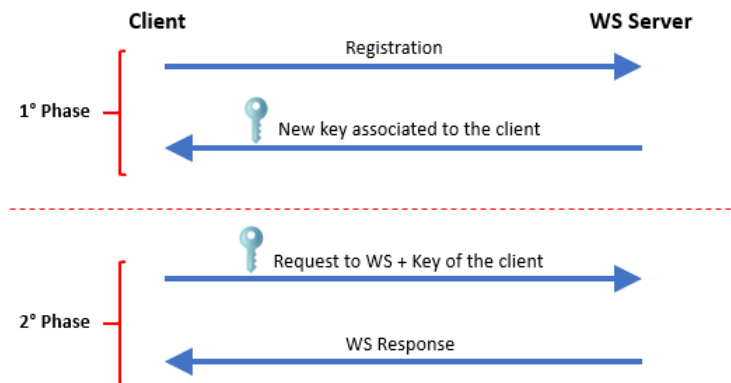 Client
WS Server
Registration
1° Phase
New key associated to the client
Request to WS + Key of the client
2° Phase
WS Response